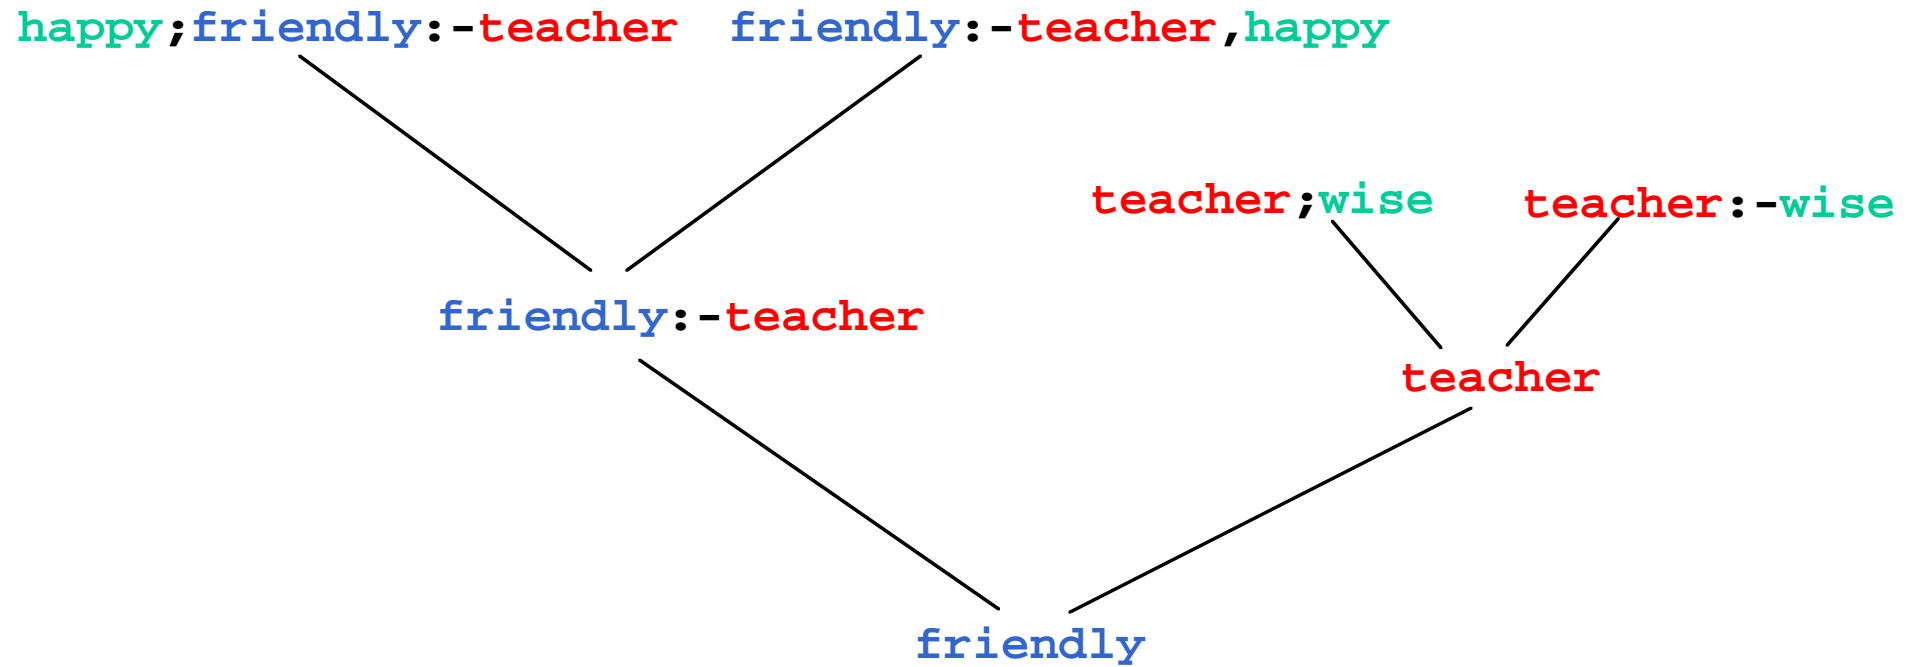 happy;friendly:-teacher
friendly:-teacher,happy
teacher;wise
teacher:-wise
friendly:-teacher
teacher
friendly